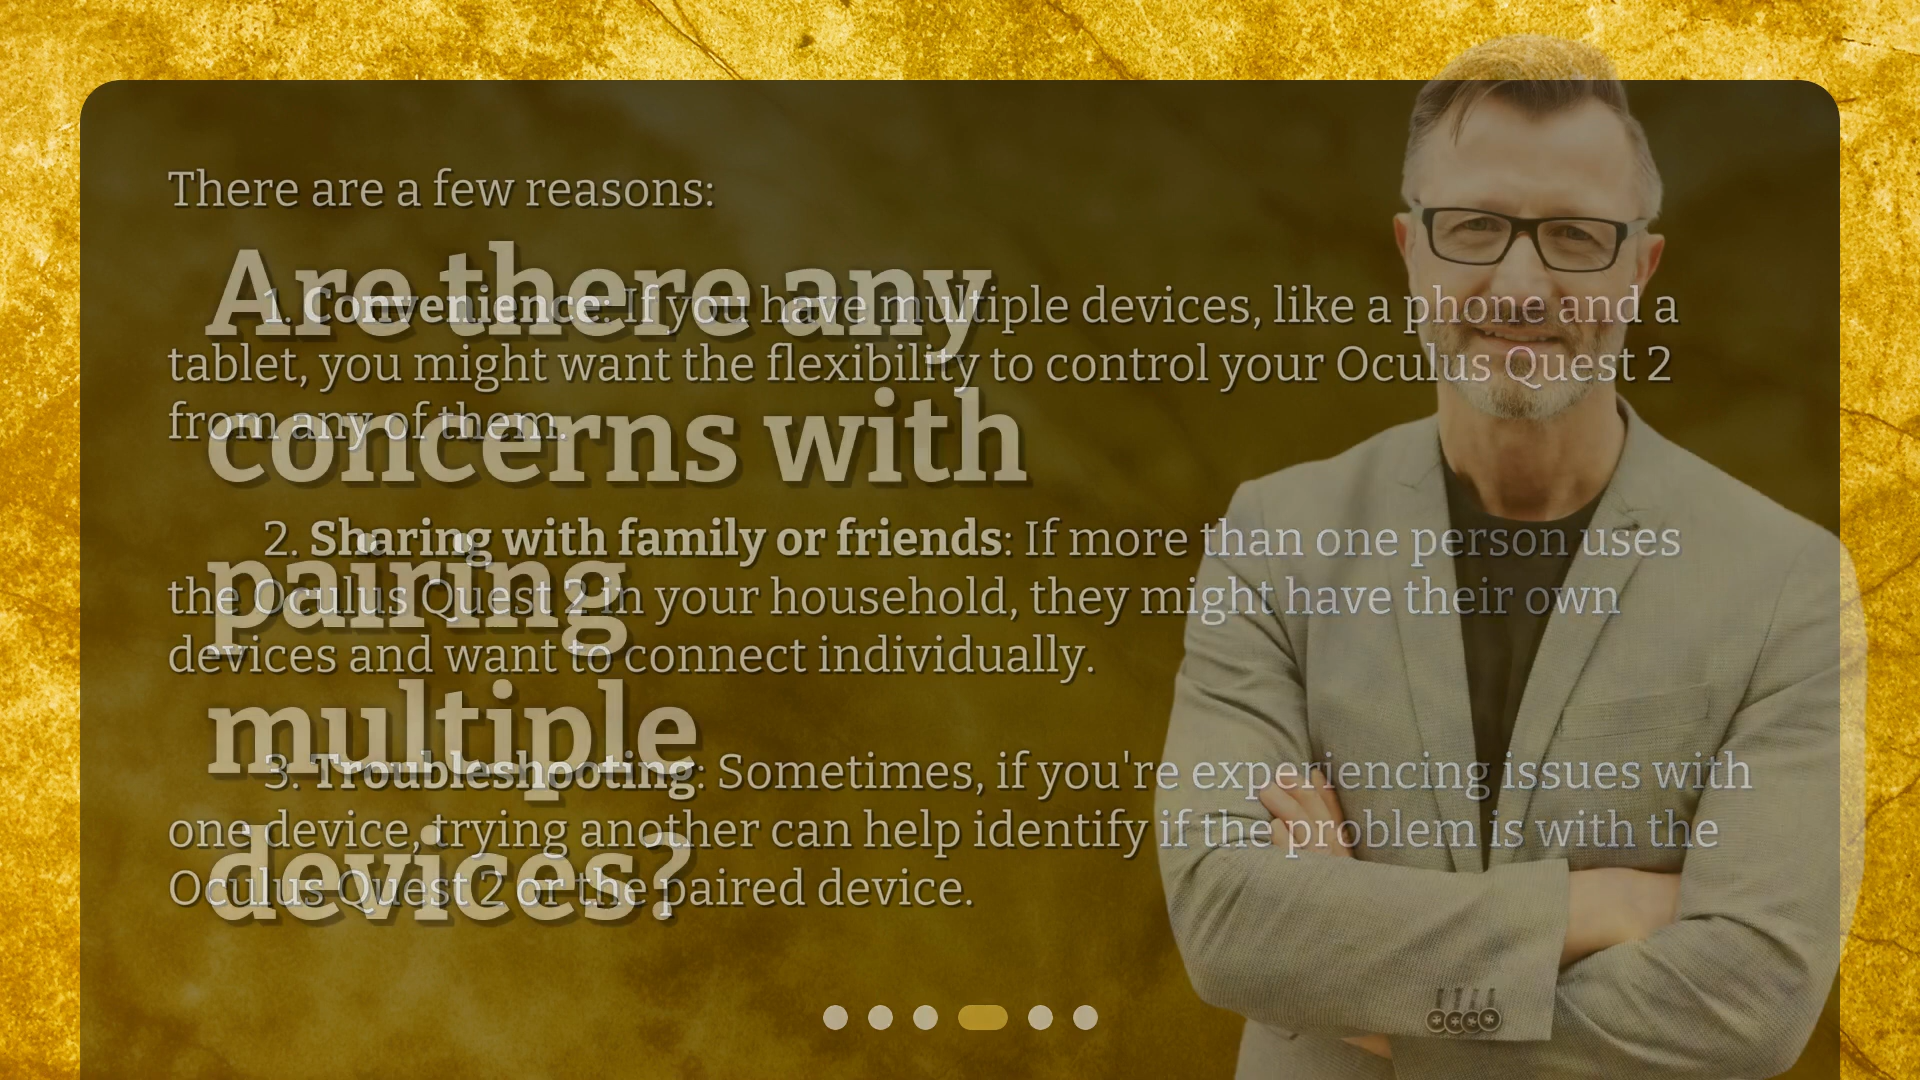 There are a few reasons:
1. Convenience: If you have multiple devices, like a phone and a
tablet, you might want the flexibility to control your Oculus Quest 2
from any of them.
2. Sharing with family or friends: If more than one person uses
the Oculus Quest 2 in your household, they might have their own
devices and want to connect individually.
3. Troubleshooting: Sometimes, if you're experiencing issues with
one device, trying another can help identify if the problem is with the
Oculus Quest 2 or the paired device.
Are there any
concerns with
pairing
multiple
devices?